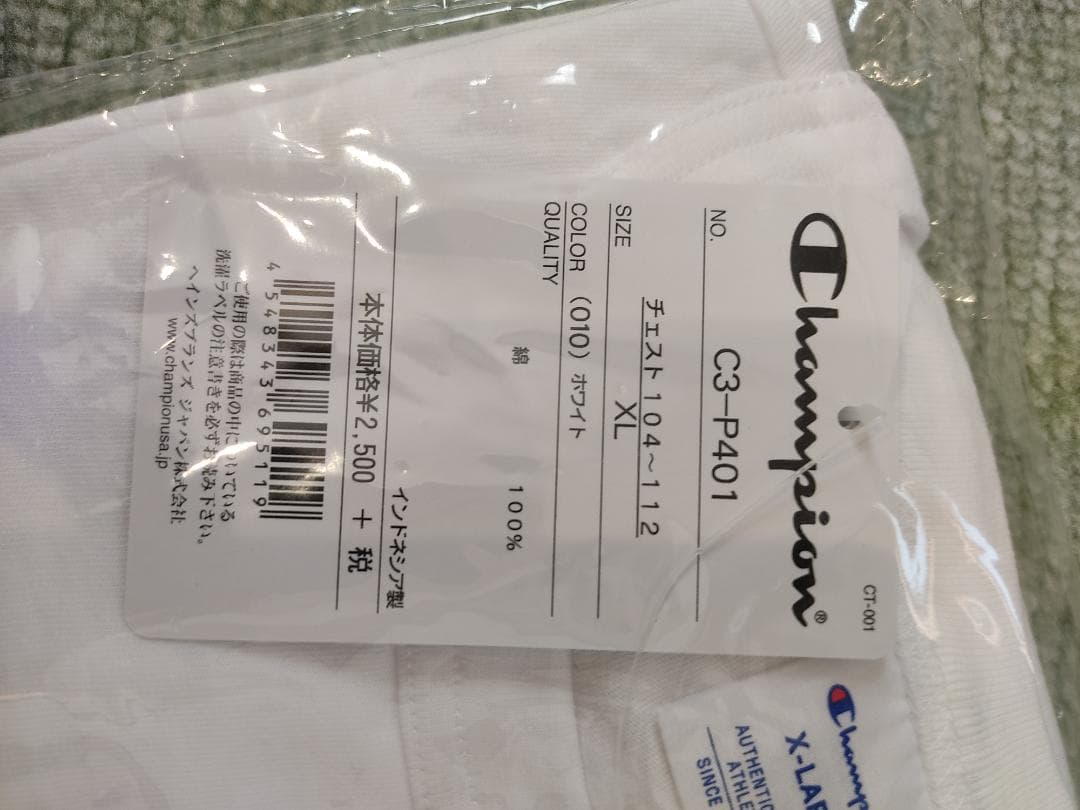 CT-001
Champion®
NO. C3-P401
SIZE チェスト104~112
XL
COLOR (010) ホワイト
QUALITY
綿 100%
インドネシア製
本体価格¥2,500 + 税
4 548343 695119
ご使用の際は商品の中についている
洗濯ラベルの注意書きを必ずお読み下さい。
ヘインズブランズ ジャパン株式会社
www.championusa.jp
Champ
X-LAR
AUTHENTIC
ATHLE
SINCE